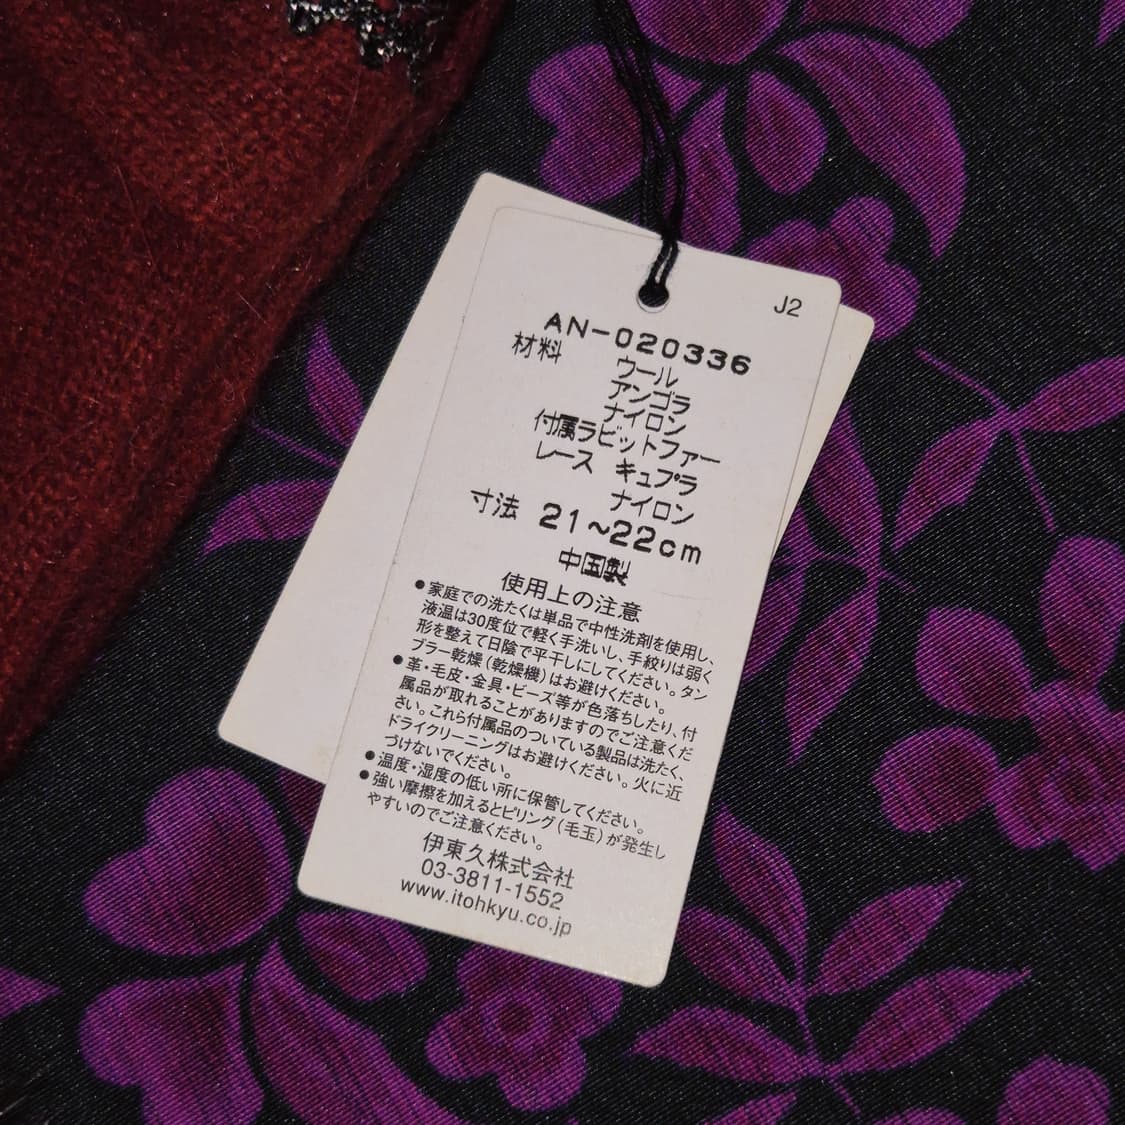 J2
AN-020336
材料 ウール
アンゴラ
ナイロン
付属ラビットファー
レース キュプラ
ナイロン
寸法 21～22cm
中国製
使用上の注意
●家庭での洗たくは単品で中性洗剤を使用し、
液温は30度位で軽く手洗いし、手絞りは弱く
形を整えて日陰で平干しにしてください。タン
ブラー乾燥(乾燥機)はお避けください。
●革・毛皮・金具・ビーズ等が色落ちしたり、付
属品が取れることがありますのでご注意くだ
さい。これら付属品のついている製品は洗たく、
ドライクリーニングはお避けください。火に近
づけないでください。
●温度・湿度の低い所に保管してください。
●強い摩擦を加えるとピリング(毛玉)が発生し
やすいのでご注意ください。
伊東久株式会社
03-3811-1552
www.itohkyu.co.jp